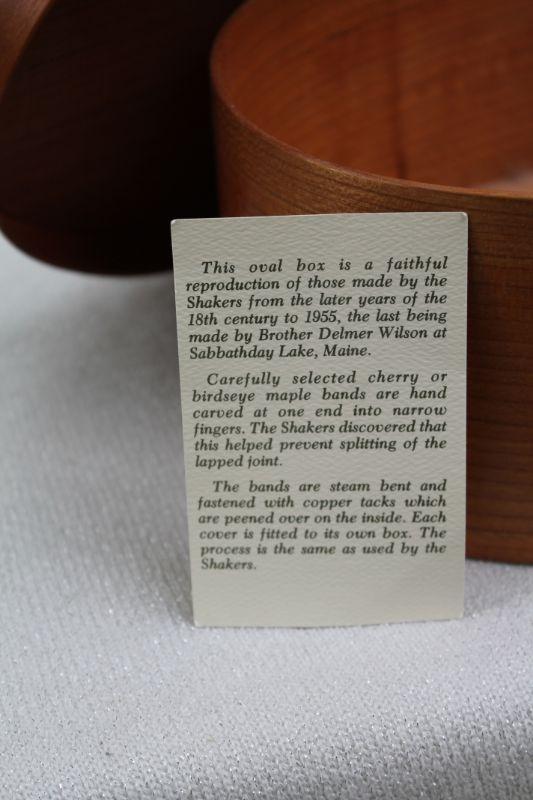 This oval box is a faithful
reproduction of those made by the
Shakers from the later years of the
18th century to 1955, the last being
made by Brother Delmer Wilson at
Sabbathday Lake, Maine.
Carefully selected cherry or
birdseye maple bands are hand
carved at one end into narrow
fingers. The Shakers discovered that
this helped prevent splitting of the
lapped joint.
The bands are steam bent and
fastened with copper tacks which
are peened over on the inside. Each
cover is fitted to its own box. The
process is the same as used by the
Shakers.